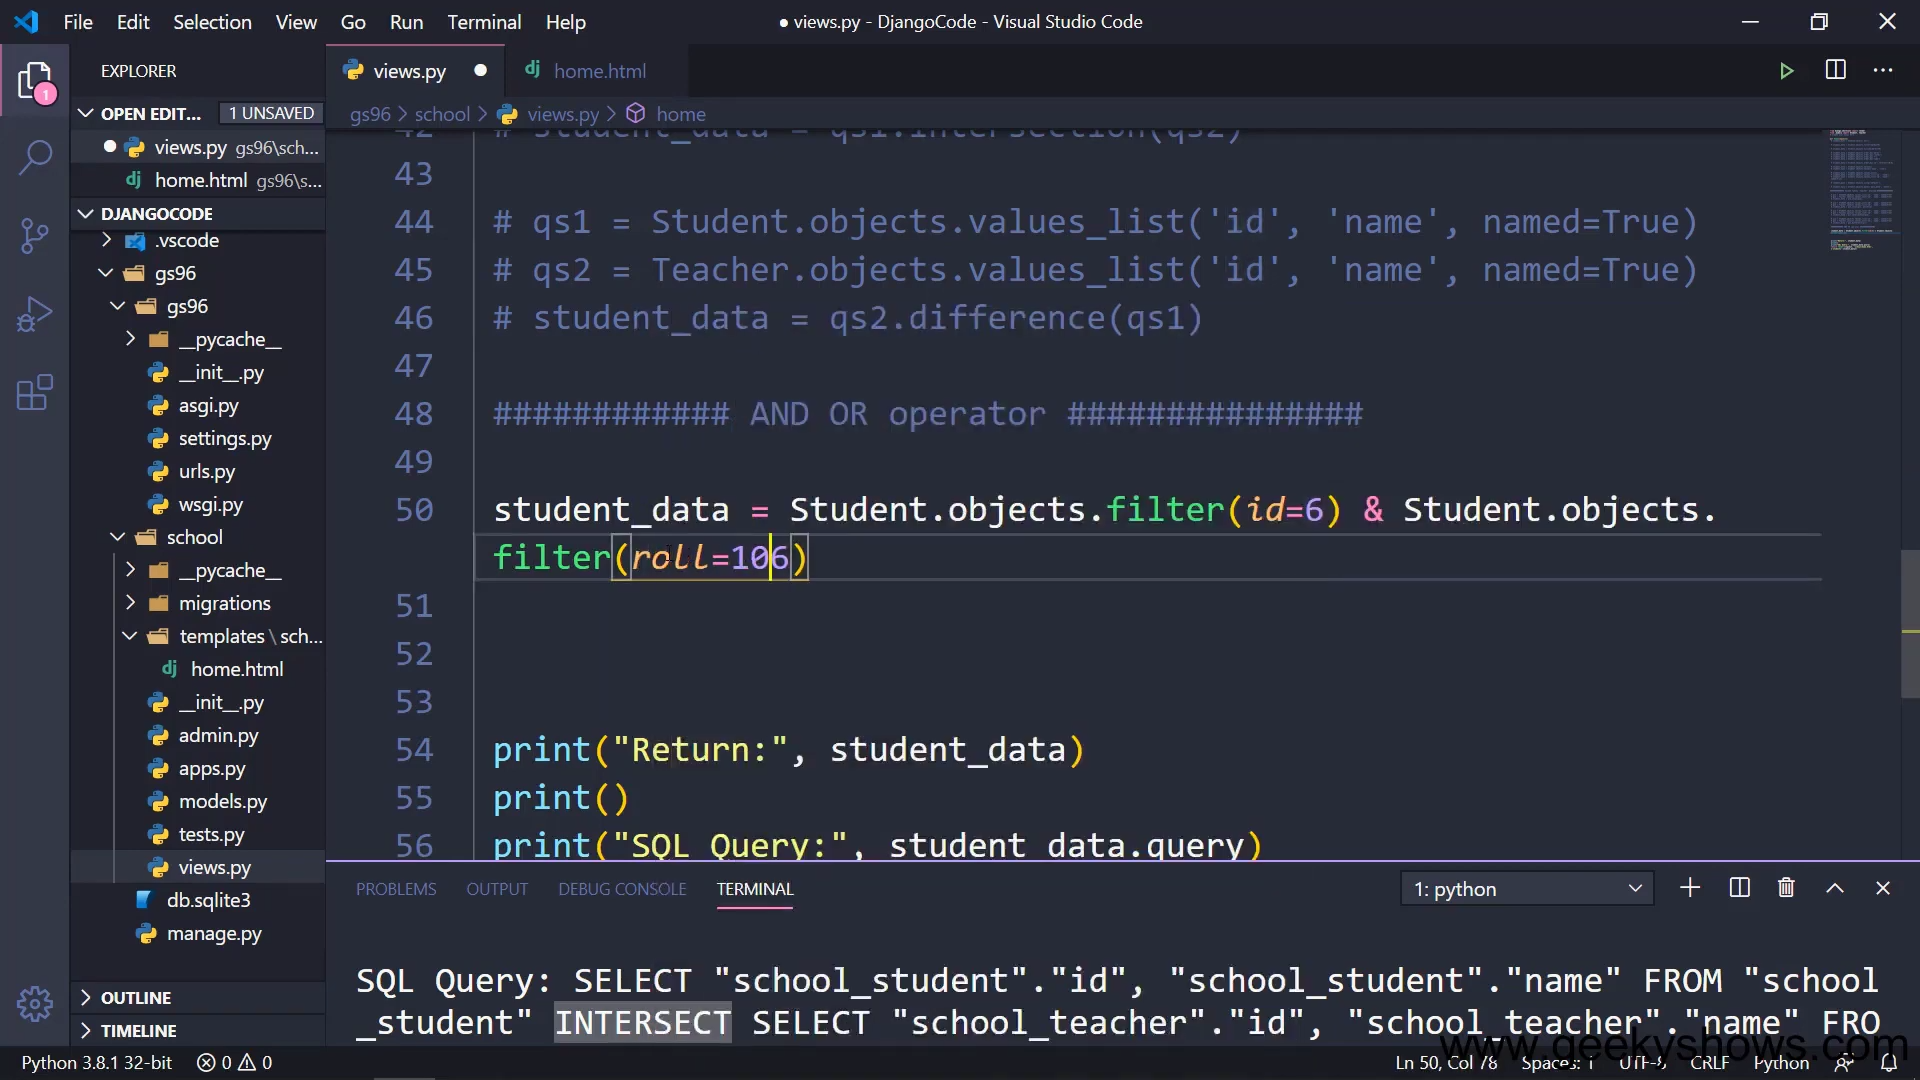 File Edit Selection View Go Run Terminal Help
● views.py - DjangoCode - Visual Studio Code
EXPLORER
1
OPEN EDIT... 1 UNSAVED
views.py gs96\sch...
home.html gs96\s...
DJANGOCODE
.vscode
gs96
gs96
__pycache__
__init__.py
asgi.py
settings.py
urls.py
wsgi.py
school
__pycache__
migrations
templates\sch...
home.html
__init__.py
admin.py
apps.py
models.py
tests.py
views.py
db.sqlite3
manage.py
OUTLINE
TIMELINE
views.py ● dj home.html
gs96 > school > views.py > home
42 # student_data = qs1.intersection(qs2)
43
44 # qs1 = Student.objects.values_list('id', 'name', named=True)
45 # qs2 = Teacher.objects.values_list('id', 'name', named=True)
46 # student_data = qs2.difference(qs1)
47
48 ############ AND OR operator ###############
49
50 student_data = Student.objects.filter(id=6) & Student.objects.
filter(roll=106)
51
52
53
54 print("Return:", student_data)
55 print()
56 print("SQL Query:", student_data.query)
PROBLEMS OUTPUT DEBUG CONSOLE TERMINAL 1: python
SQL Query: SELECT "school_student"."id", "school_student"."name" FROM "school
_student" INTERSECT SELECT "school_teacher"."id", "school_teacher"."name" FRO
www.geekyshows.com
Python 3.8.1 32-bit 0 0 Ln 50, Col 78 Spaces: 1 UTF-8 CRLF Python